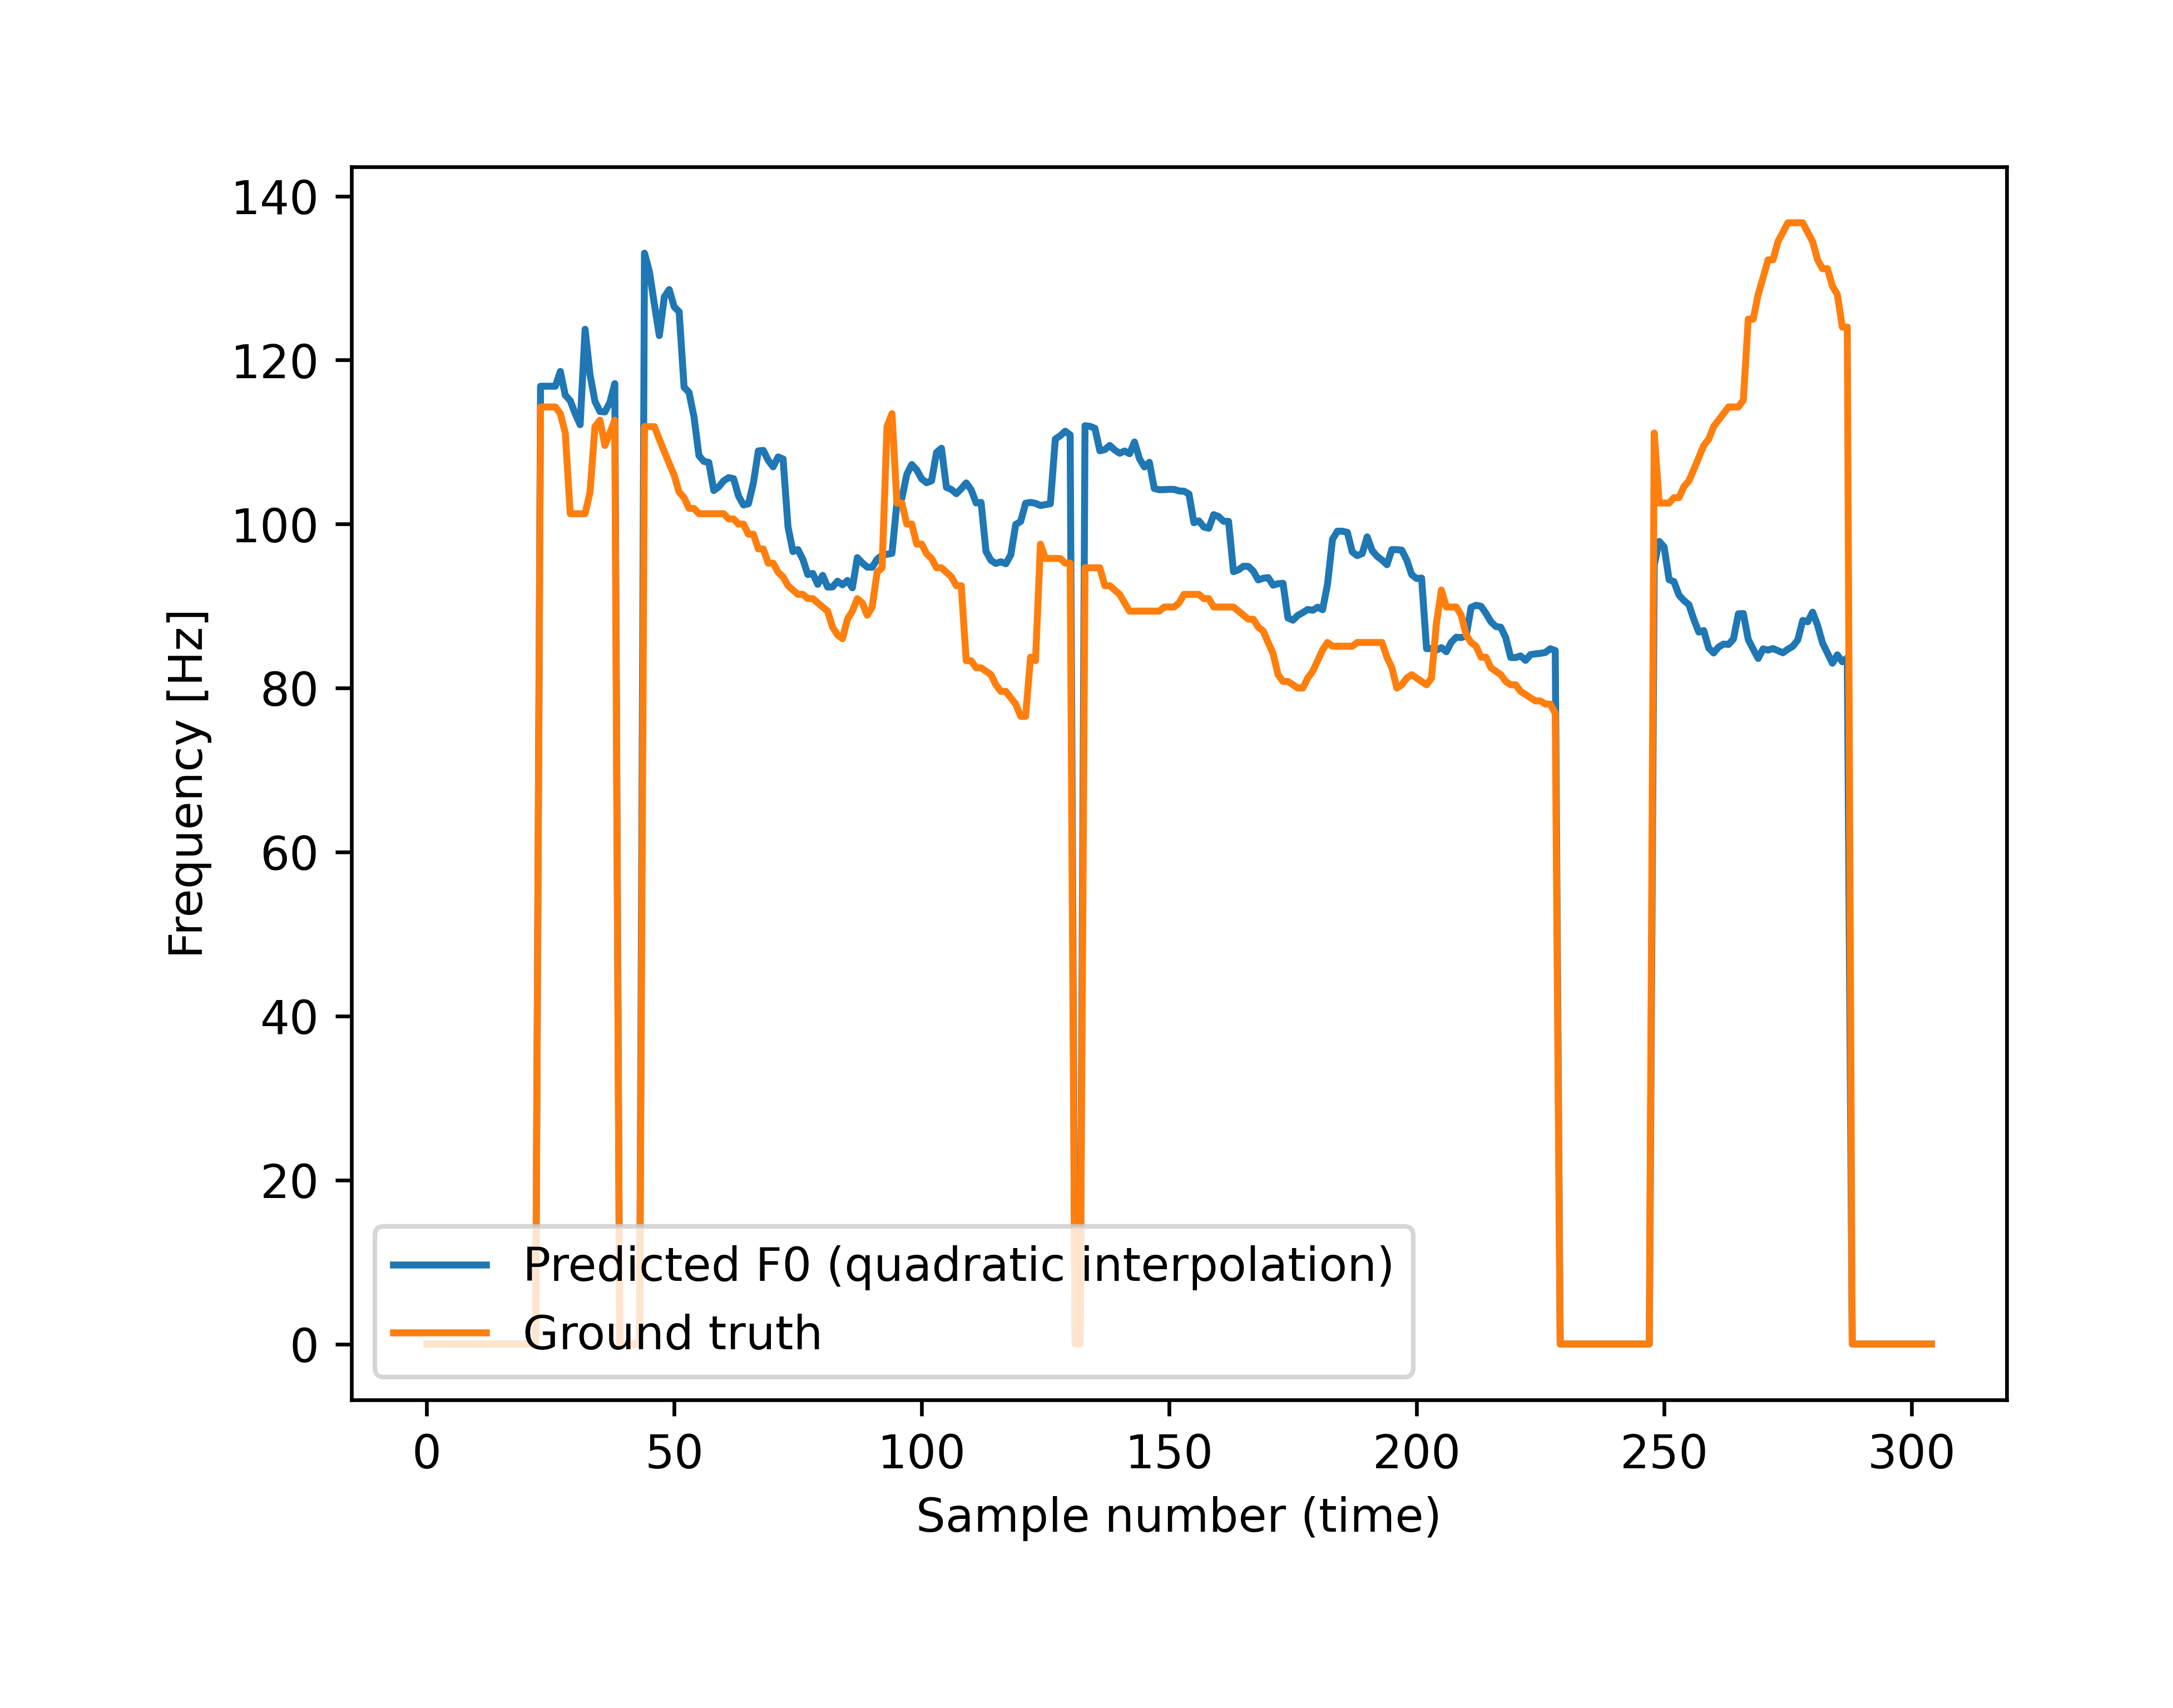 140
120
100
80
60
40
20
0
Frequency [Hz]
Predicted F0 (quadratic interpolation)
Ground truth
0 50 100 150 200 250 300
Sample number (time)